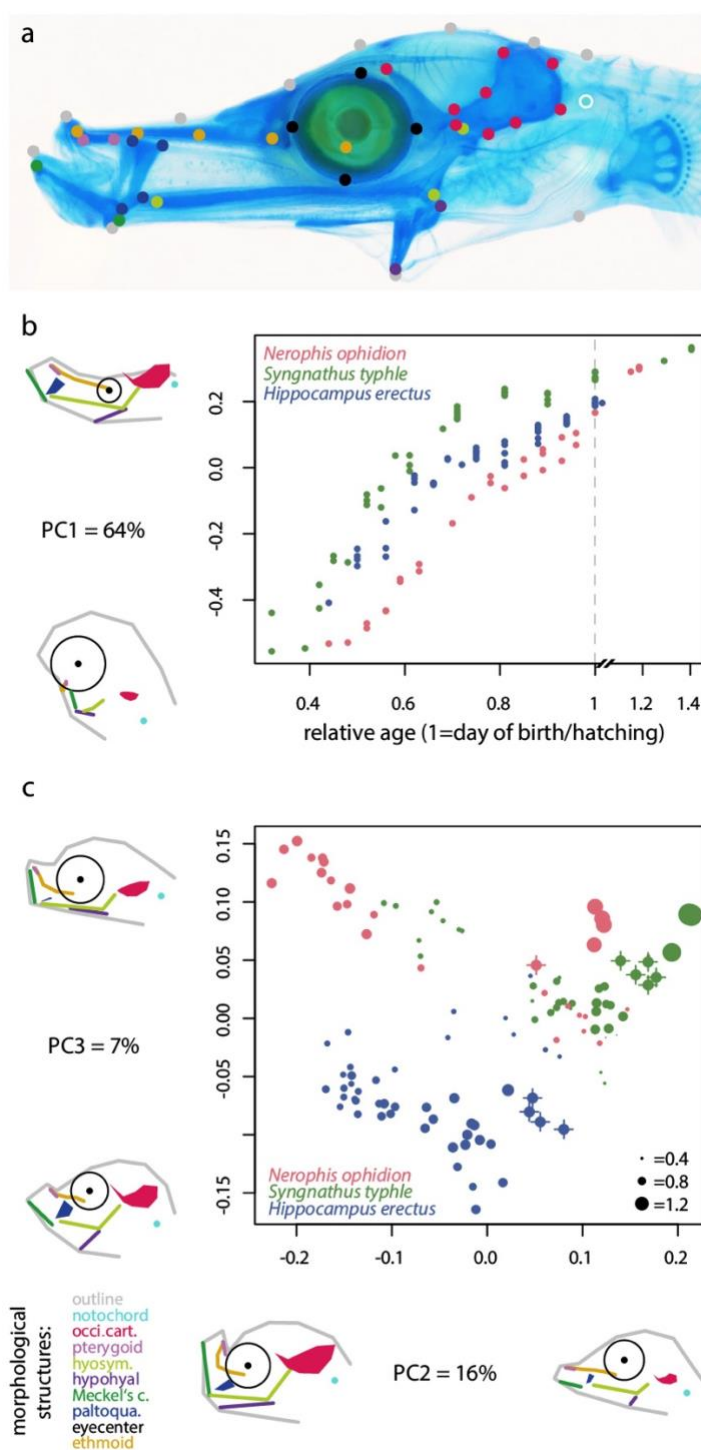 a
b
Nerophis ophidion
Syngnathus typhle
Hippocampus erectus
PC1 = 64%
0.2
0.0
-0.2
-0.4
0.4 0.6 0.8 1 1.2 1.4
relative age (1=day of birth/hatching)
c
PC3 = 7%
0.15
0.10
0.05
0.00
-0.05
-0.15
Nerophis ophidion
Syngnathus typhle
Hippocampus erectus
=0.4
=0.8
=1.2
-0.2 -0.1 0.0 0.1 0.2
morphological
structures:
outline
notochord
occi.cart.
pterygoid
hyosym.
hypohyal
Meckel's c.
paltoqua.
eyecenter
ethmoid
PC2 = 16%